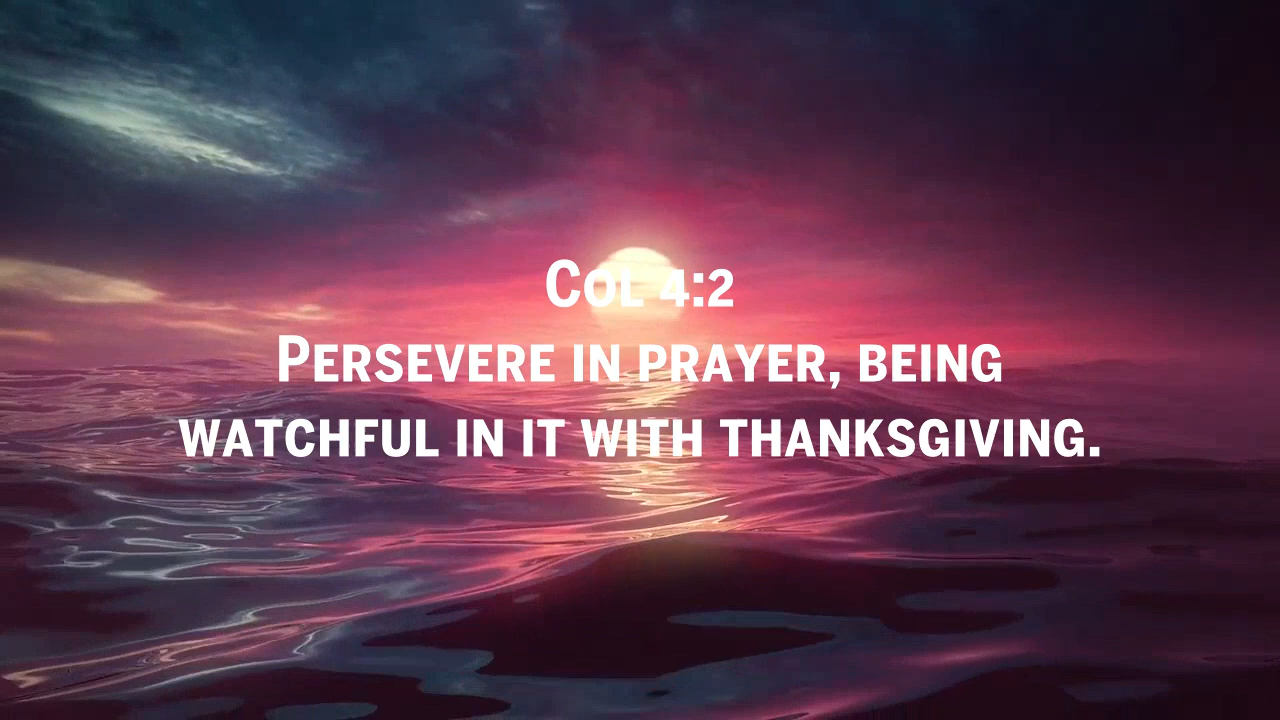 Col 4:2
Persevere in prayer, being
watchful in it with thanksgiving.